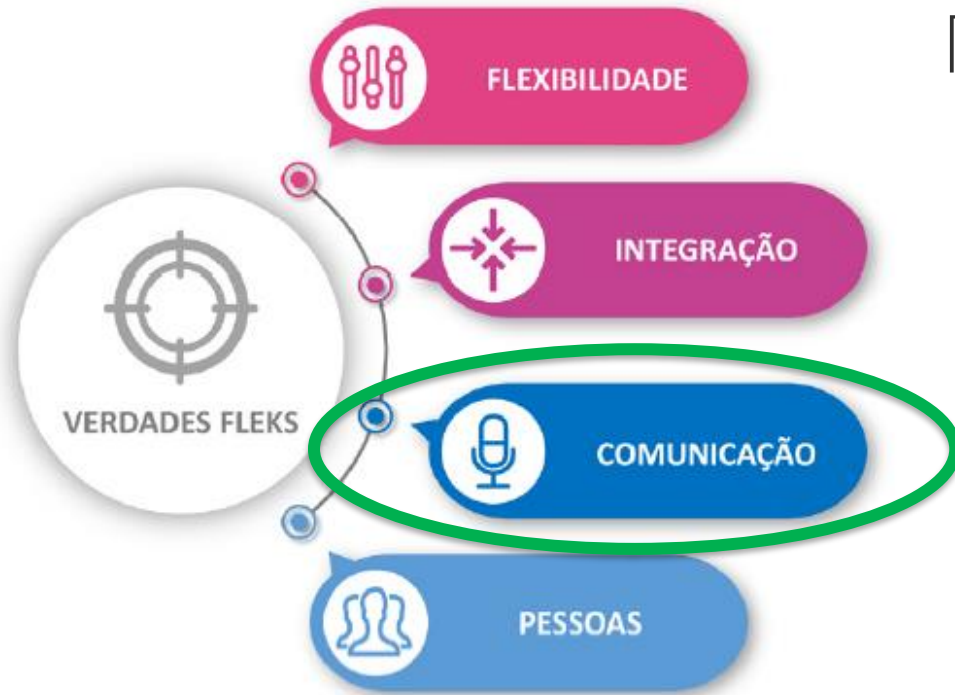 FLEXIBILIDADE
INTEGRAÇÃO
VERDADES FLEKS
COMUNICAÇÃO
PESSOAS